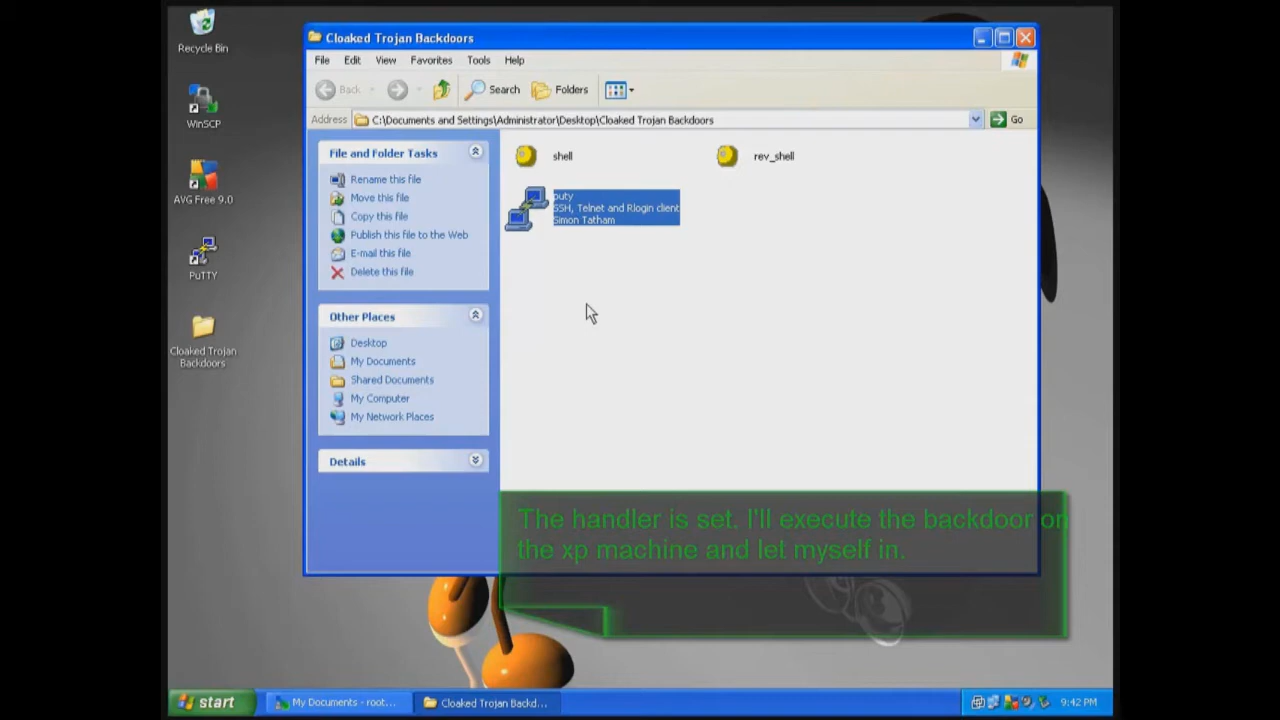 Recycle Bin
WinSCP
AVG Free 9.0
PuTTY
Cloaked Trojan
Backdoors
Cloaked Trojan Backdoors
File Edit View Favorites Tools Help
Back Search Folders
Address C:\Documents and Settings\Administrator\Desktop\Cloaked Trojan Backdoors Go
File and Folder Tasks
Rename this file
Move this file
Copy this file
Publish this file to the Web
E-mail this file
Delete this file
Other Places
Desktop
My Documents
Shared Documents
My Computer
My Network Places
Details
shell
rev_shell
puty
SSH, Telnet and Rlogin client
Simon Tatham
The handler is set. I'll execute the backdoor on
the xp machine and let myself in.
start My Documents - root... Cloaked Trojan Backd... 9:42 PM